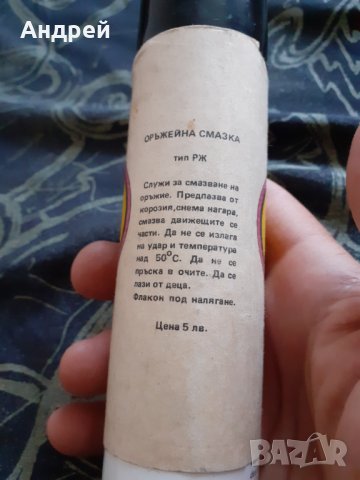 Андрей
ОРЪЖЕЙНА СМАЗКА
тип РЖ
Служи за смазване на
оръжие. Предпазва от
корозия,снема нагара,
смазва движещите се
части. Да не се излага
на удар и температура
над 50°C. Да не се
пръска в очите. Да се
пази от деца.
Флакон под налягане.
Цена 5 лв.
BAZAR